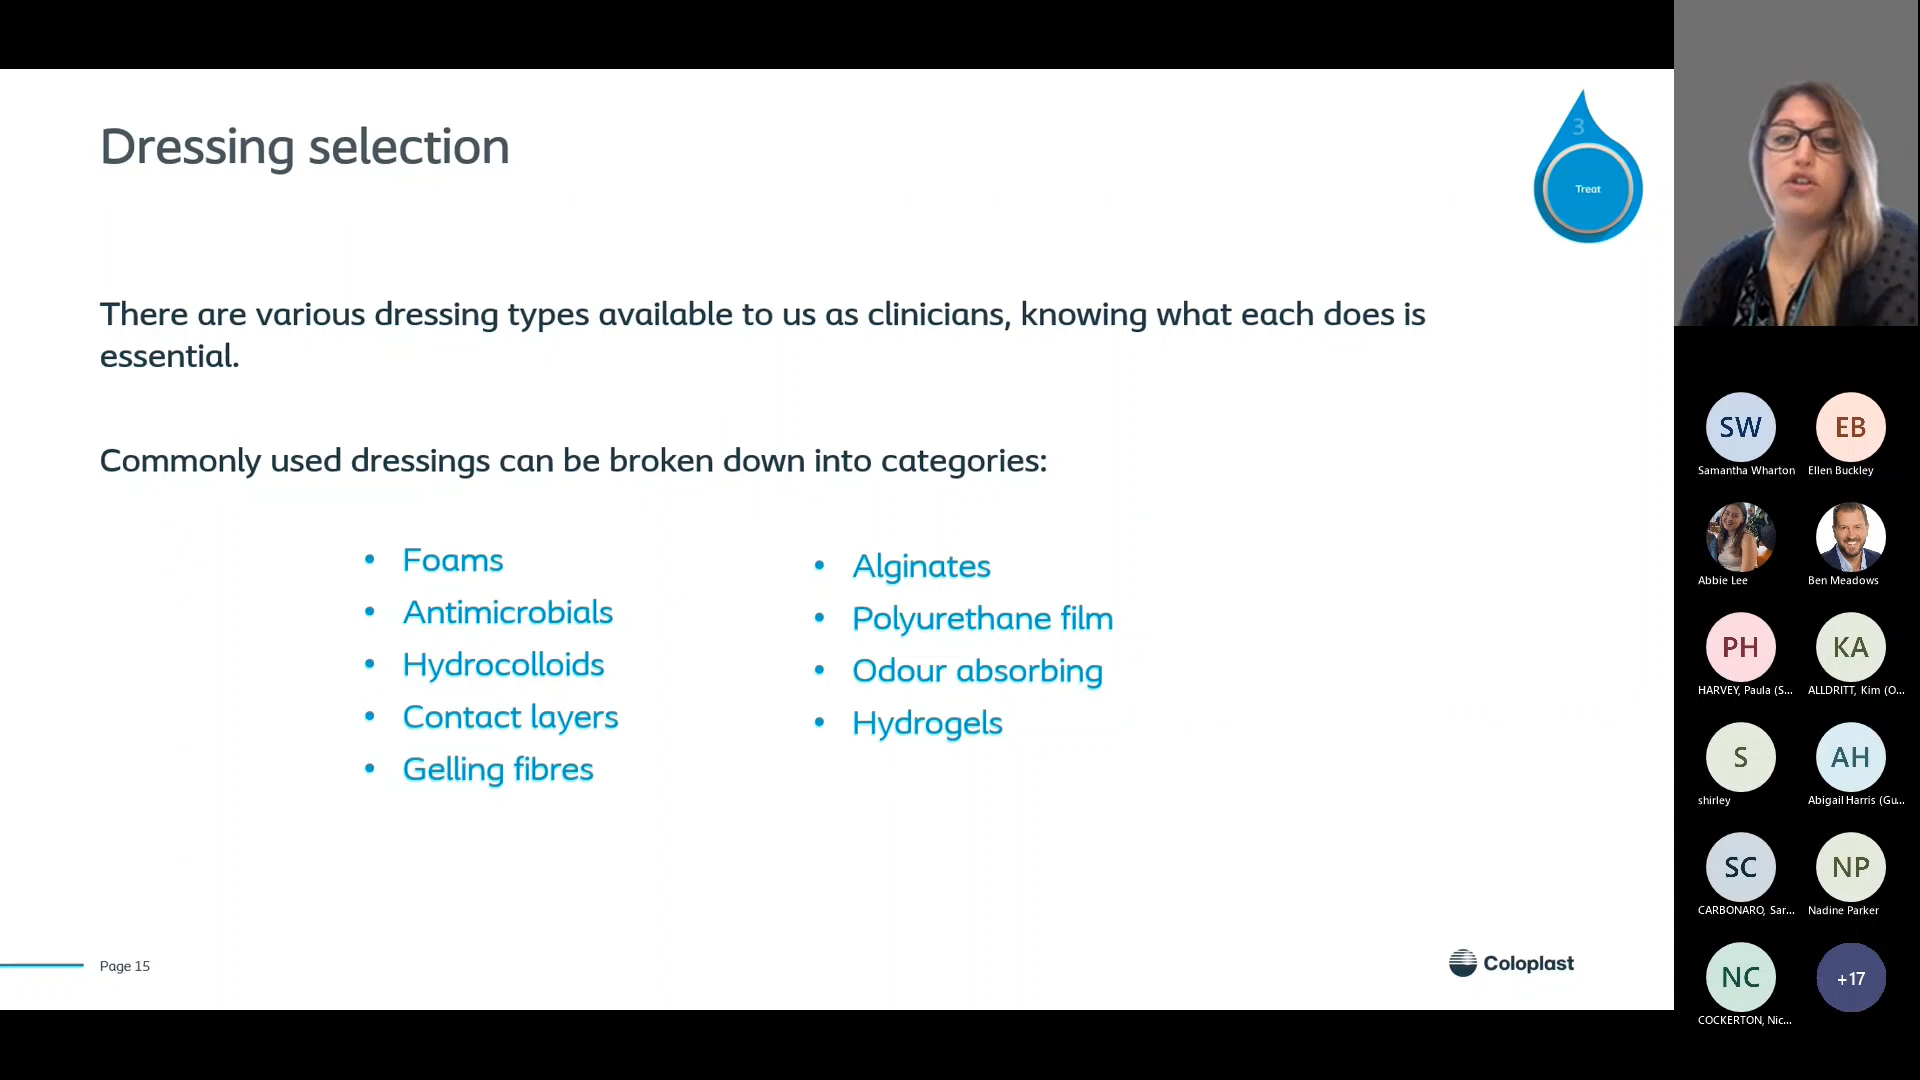 Dressing selection
3
Treat
There are various dressing types available to us as clinicians, knowing what each does is
essential.
Commonly used dressings can be broken down into categories:
• Foams
• Antimicrobials
• Hydrocolloids
• Contact layers
• Gelling fibres
• Alginates
• Polyurethane film
• Odour absorbing
• Hydrogels
Page 15
Coloplast
SW
Samantha Wharton
EB
Ellen Buckley
Abbie Lee
Ben Meadows
PH
HARVEY, Paula (S...
KA
ALLDRITT, Kim (O...
S
shirley
AH
Abigail Harris (Gu...
SC
CARBONARO, Sar...
NP
Nadine Parker
NC
COCKERTON, Nic...
+17